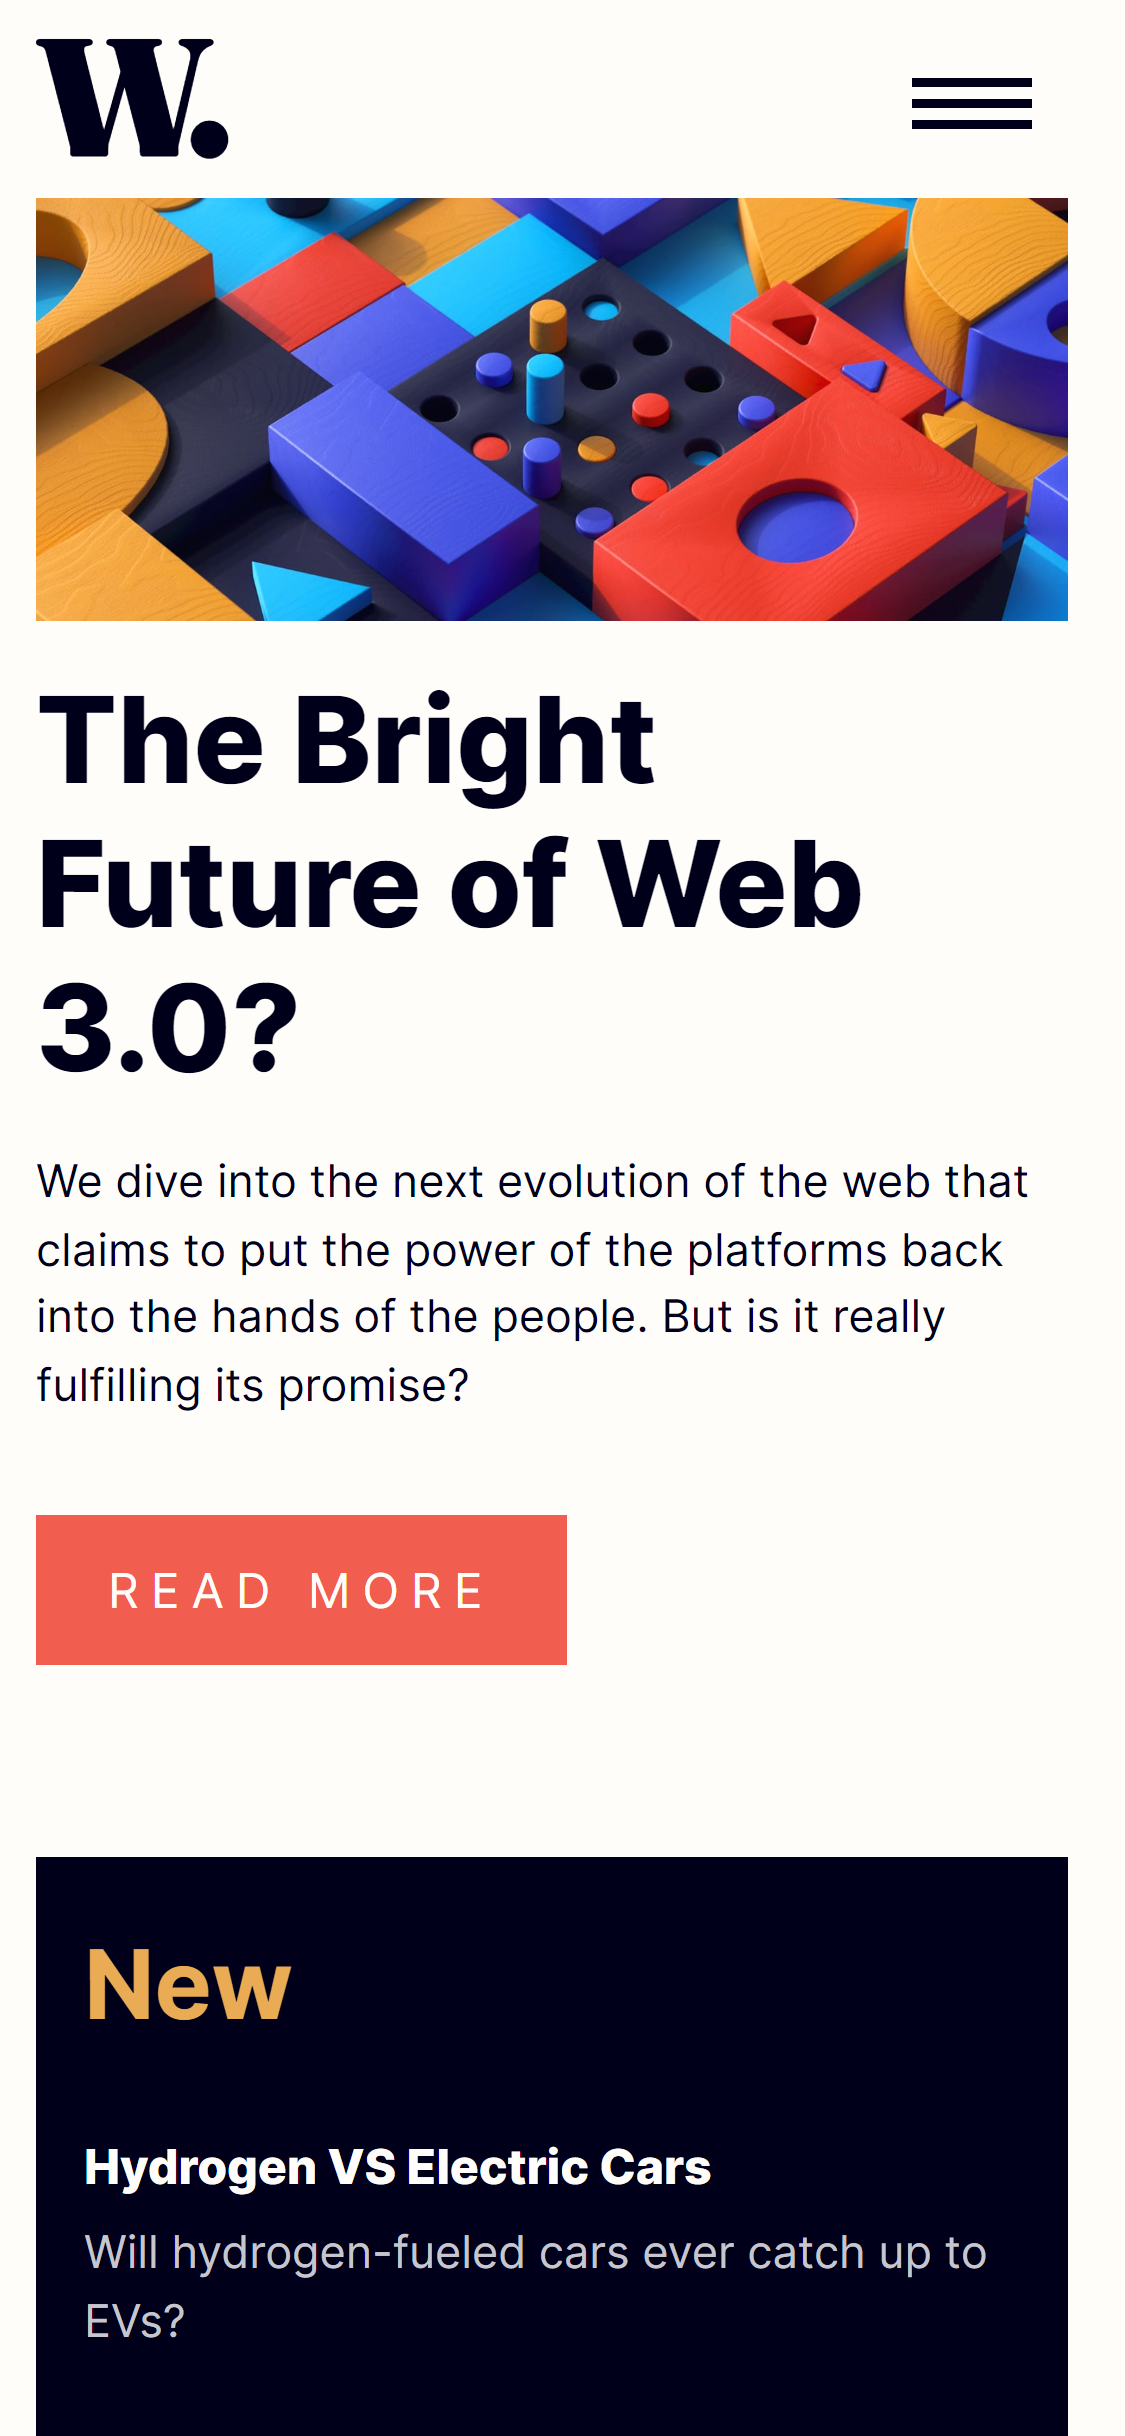 W.
The Bright
Future of Web
3.0?
We dive into the next evolution of the web that
claims to put the power of the platforms back
into the hands of the people. But is it really
fulfilling its promise?
READ MORE
New
Hydrogen VS Electric Cars
Will hydrogen-fueled cars ever catch up to
EVs?